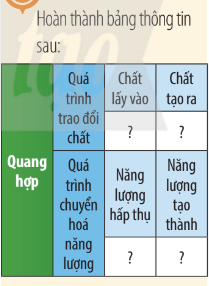 Hoàn thành bảng thông tin
sau:
Quang
hợp
Quá
trình
trao đổi
chất
Chất
lấy vào
Chất
tạo ra
?
?
Quá
trình
chuyển
hoá
năng
lượng
Năng
lượng
hấp thụ
Năng
lượng
tạo
thành
?
?